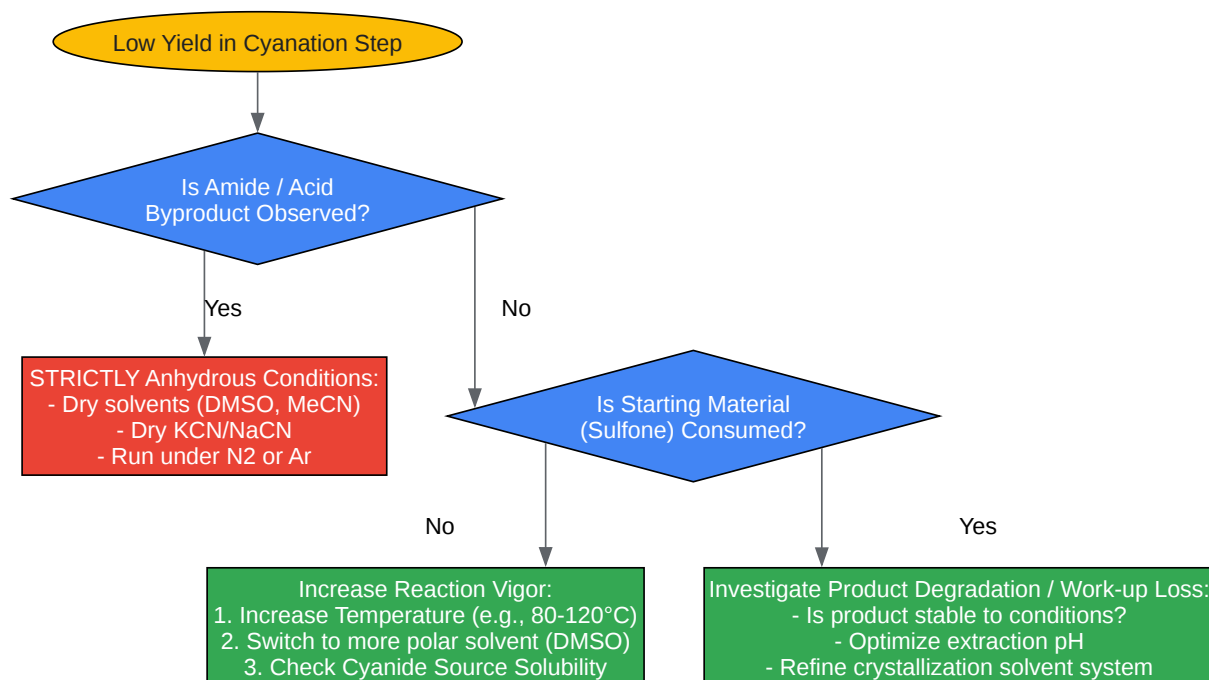 Low Yield in Cyanation Step
Is Amide / Acid
Byproduct Observed?
Yes
No
STRICTLY Anhydrous Conditions:
- Dry solvents (DMSO, MeCN)
- Dry KCN/NaCN
- Run under N2 or Ar
Is Starting Material
(Sulfone) Consumed?
No
Yes
Increase Reaction Vigor:
1. Increase Temperature (e.g., 80-120°C)
2. Switch to more polar solvent (DMSO)
3. Check Cyanide Source Solubility
Investigate Product Degradation / Work-up Loss:
- Is product stable to conditions?
- Optimize extraction pH
- Refine crystallization solvent system